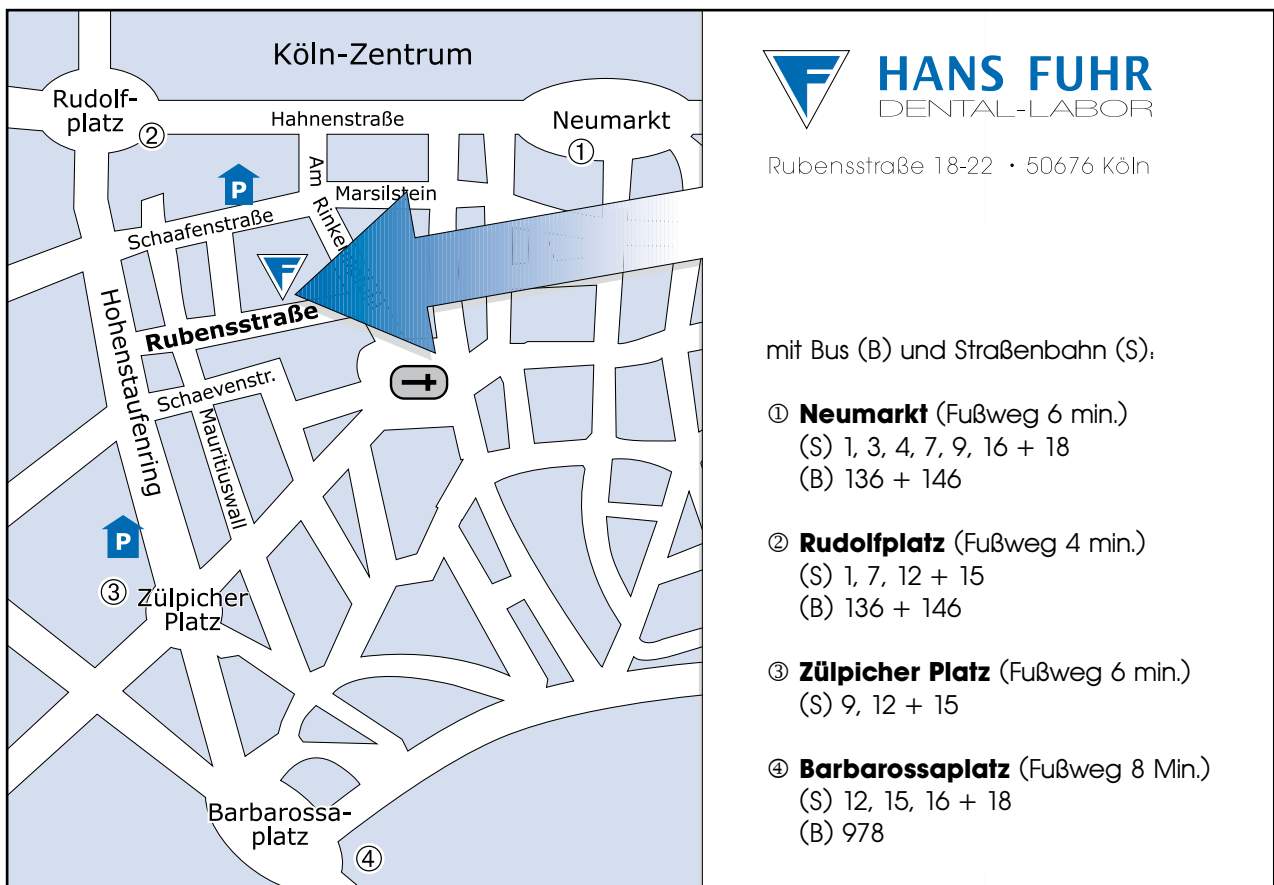 Köln-Zentrum
Rudolf-
platz
②
Hahnenstraße
Neumarkt
①
P
Am Rinken
Marsilstein
Schaafenstraße
F
Rubensstraße
Hohenstaufenring
Schaevenstr.
Mauritiuswall
P
③
Zülpicher
Platz
Barbarossa-
platz
④
F
HANS FUHR
DENTAL-LABOR
Rubensstraße 18-22 • 50676 Köln
mit Bus (B) und Straßenbahn (S):
① Neumarkt (Fußweg 6 min.)
(S) 1, 3, 4, 7, 9, 16 + 18
(B) 136 + 146
② Rudolfplatz (Fußweg 4 min.)
(S) 1, 7, 12 + 15
(B) 136 + 146
③ Zülpicher Platz (Fußweg 6 min.)
(S) 9, 12 + 15
④ Barbarossaplatz (Fußweg 8 Min.)
(S) 12, 15, 16 + 18
(B) 978